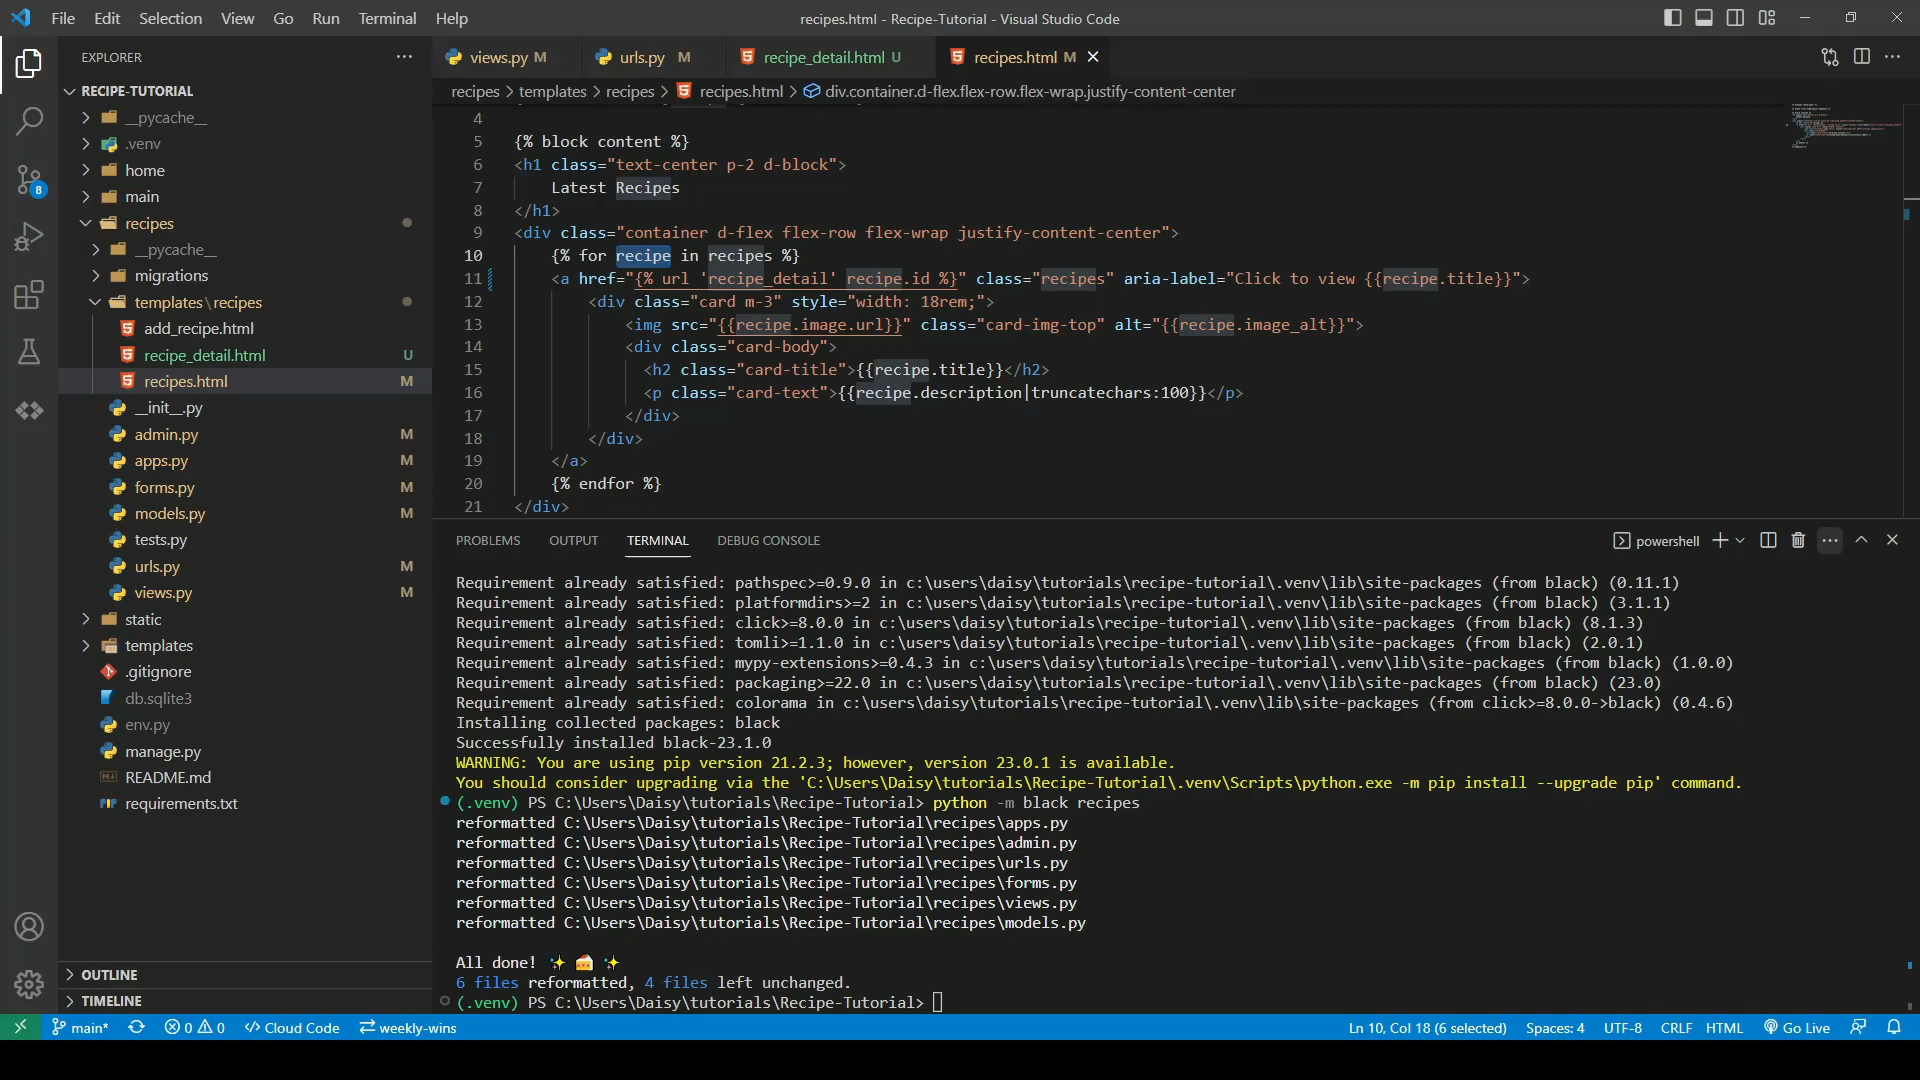 File Edit Selection View Go Run Terminal Help
recipes.html - Recipe-Tutorial - Visual Studio Code
EXPLORER
RECIPE-TUTORIAL
__pycache__
.venv
home
main
recipes
__pycache__
migrations
templates\recipes
add_recipe.html
recipe_detail.html U
recipes.html M
__init__.py
admin.py M
apps.py M
forms.py M
models.py M
tests.py
urls.py M
views.py M
static
templates
.gitignore
db.sqlite3
env.py
manage.py
README.md
requirements.txt
OUTLINE
TIMELINE
8
views.py M urls.py M recipe_detail.html U recipes.html M
recipes > templates > recipes > recipes.html > div.container.d-flex.flex-row.flex-wrap.justify-content-center
4
5 {% block content %}
6 <h1 class="text-center p-2 d-block">
7 Latest Recipes
8 </h1>
9 <div class="container d-flex flex-row flex-wrap justify-content-center">
10 {% for recipe in recipes %}
11 <a href="{% url 'recipe_detail' recipe.id %}" class="recipes" aria-label="Click to view {{recipe.title}}">
12 <div class="card m-3" style="width: 18rem;">
13 <img src="{{recipe.image.url}}" class="card-img-top" alt="{{recipe.image_alt}}">
14 <div class="card-body">
15 <h2 class="card-title">{{recipe.title}}</h2>
16 <p class="card-text">{{recipe.description|truncatechars:100}}</p>
17 </div>
18 </div>
19 </a>
20 {% endfor %}
21 </div>
PROBLEMS OUTPUT TERMINAL DEBUG CONSOLE
powershell
Requirement already satisfied: pathspec>=0.9.0 in c:\users\daisy\tutorials\recipe-tutorial\.venv\lib\site-packages (from black) (0.11.1)
Requirement already satisfied: platformdirs>=2 in c:\users\daisy\tutorials\recipe-tutorial\.venv\lib\site-packages (from black) (3.1.1)
Requirement already satisfied: click>=8.0.0 in c:\users\daisy\tutorials\recipe-tutorial\.venv\lib\site-packages (from black) (8.1.3)
Requirement already satisfied: tomli>=1.1.0 in c:\users\daisy\tutorials\recipe-tutorial\.venv\lib\site-packages (from black) (2.0.1)
Requirement already satisfied: mypy-extensions>=0.4.3 in c:\users\daisy\tutorials\recipe-tutorial\.venv\lib\site-packages (from black) (1.0.0)
Requirement already satisfied: packaging>=22.0 in c:\users\daisy\tutorials\recipe-tutorial\.venv\lib\site-packages (from black) (23.0)
Requirement already satisfied: colorama in c:\users\daisy\tutorials\recipe-tutorial\.venv\lib\site-packages (from click>=8.0.0->black) (0.4.6)
Installing collected packages: black
Successfully installed black-23.1.0
WARNING: You are using pip version 21.2.3; however, version 23.0.1 is available.
You should consider upgrading via the 'C:\Users\Daisy\tutorials\Recipe-Tutorial\.venv\Scripts\python.exe -m pip install --upgrade pip' command.
(.venv) PS C:\Users\Daisy\tutorials\Recipe-Tutorial> python -m black recipes
reformatted C:\Users\Daisy\tutorials\Recipe-Tutorial\recipes\apps.py
reformatted C:\Users\Daisy\tutorials\Recipe-Tutorial\recipes\admin.py
reformatted C:\Users\Daisy\tutorials\Recipe-Tutorial\recipes\urls.py
reformatted C:\Users\Daisy\tutorials\Recipe-Tutorial\recipes\forms.py
reformatted C:\Users\Daisy\tutorials\Recipe-Tutorial\recipes\views.py
reformatted C:\Users\Daisy\tutorials\Recipe-Tutorial\recipes\models.py
All done! ✨ 🍰 ✨
6 files reformatted, 4 files left unchanged.
(.venv) PS C:\Users\Daisy\tutorials\Recipe-Tutorial>
main* 0 0 Cloud Code weekly-wins
Ln 10, Col 18 (6 selected) Spaces: 4 UTF-8 CRLF HTML Go Live